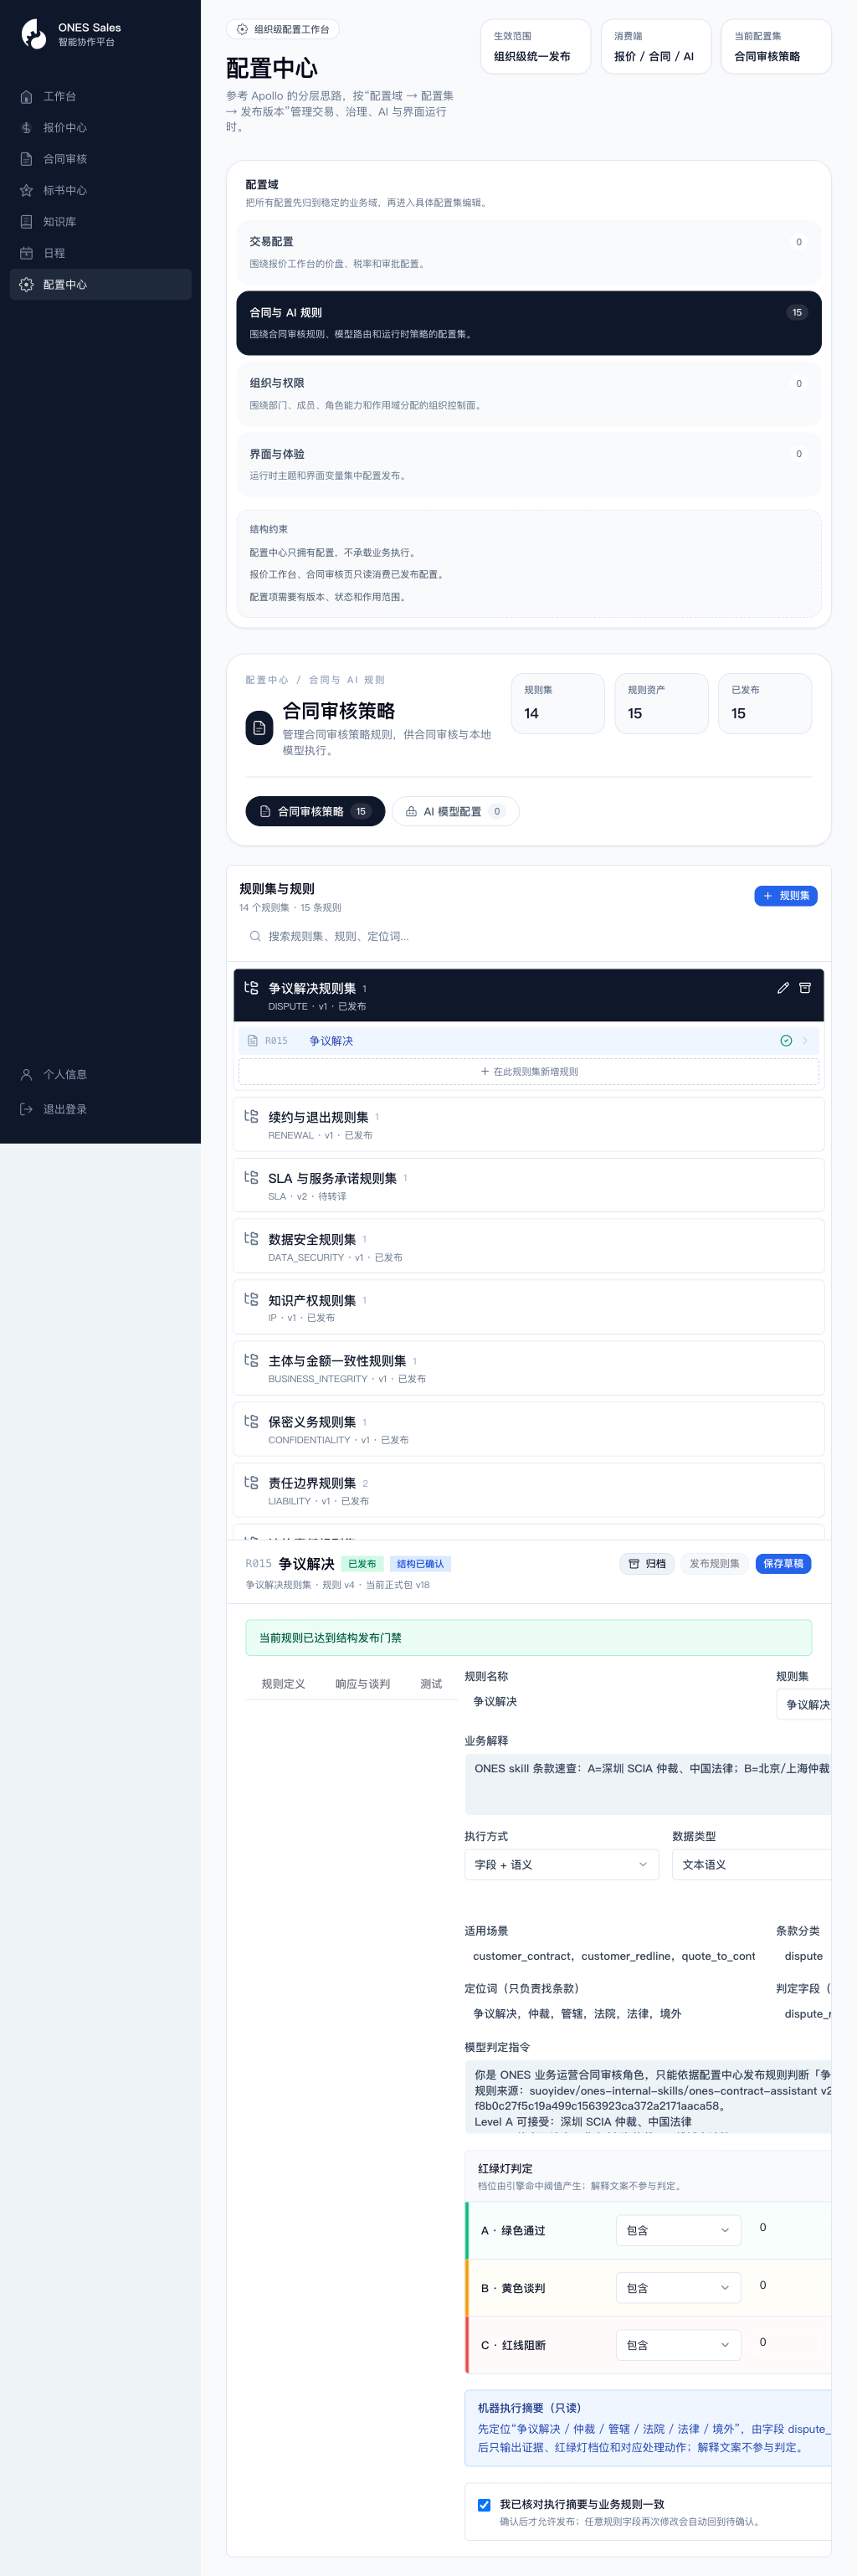 ONES Sales
智能协作平台
工作台
报价中心
合同审核
标书中心
知识库
日程
配置中心
个人信息
退出登录
组织级配置工作台
配置中心
参考 Apollo 的分层思路，按“配置域 → 配置集
→ 发布版本”管理交易、治理、AI 与界面运行
时。
生效范围
组织级统一发布
消费端
报价 / 合同 / AI
当前配置集
合同审核策略
配置域
把所有配置先归到稳定的业务域，再进入具体配置集编辑。
交易配置
0
围绕报价工作台的价盘、税率和审批配置。
合同与 AI 规则
15
围绕合同审核规则、模型路由和运行时策略的配置集。
组织与权限
0
围绕部门、成员、角色能力和作用域分配的组织控制面。
界面与体验
0
运行时主题和界面变量集中配置发布。
结构约束
配置中心只拥有配置，不承载业务执行。
报价工作台、合同审核页只读消费已发布配置。
配置项需要有版本、状态和作用范围。
配置中心 / 合同与 AI 规则
合同审核策略
管理合同审核策略规则，供合同审核与本地
模型执行。
规则集
14
规则资产
15
已发布
15
合同审核策略 15
AI 模型配置 0
规则集与规则
14 个规则集 · 15 条规则
+ 规则集
搜索规则集、规则、定位词...
争议解决规则集 1
DISPUTE · v1 · 已发布
R015 争议解决
+ 在此规则集新增规则
续约与退出规则集 1
RENEWAL · v1 · 已发布
SLA 与服务承诺规则集 1
SLA · v2 · 待转译
数据安全规则集 1
DATA_SECURITY · v1 · 已发布
知识产权规则集 1
IP · v1 · 已发布
主体与金额一致性规则集 1
BUSINESS_INTEGRITY · v1 · 已发布
保密义务规则集 1
CONFIDENTIALITY · v1 · 已发布
责任边界规则集 2
LIABILITY · v1 · 已发布
R015 争议解决 已发布 结构已确认
争议解决规则集 · 规则 v4 · 当前正式包 v18
归档
发布规则集
保存草稿
当前规则已达到结构发布门禁
规则定义
响应与谈判
测试
规则名称
争议解决
规则集
争议解决
业务解释
ONES skill 条款速查：A=深圳 SCIA 仲裁、中国法律；B=北京/上海仲裁
执行方式
字段 + 语义
数据类型
文本语义
适用场景
customer_contract，customer_redline，quote_to_cont
条款分类
dispute
定位词（只负责找条款）
争议解决，仲裁，管辖，法院，法律，境外
判定字段（
dispute_r
模型判定指令
你是 ONES 业务运营合同审核角色，只能依据配置中心发布规则判断「争
规则来源：suoyidev/ones-internal-skills/ones-contract-assistant v2
f8b0c27f5c19a499c1563923ca372a2171aaca58。
Level A 可接受：深圳 SCIA 仲裁、中国法律
红绿灯判定
档位由引擎命中阈值产生；解释文案不参与判定。
A · 绿色通过
包含
0
B · 黄色谈判
包含
0
C · 红线阻断
包含
0
机器执行摘要（只读）
先定位“争议解决 / 仲裁 / 管辖 / 法院 / 法律 / 境外”，由字段 dispute_
后只输出证据、红绿灯档位和对应处理动作；解释文案不参与判定。
我已核对执行摘要与业务规则一致
确认后才允许发布；任意规则字段再次修改会自动回到待确认。